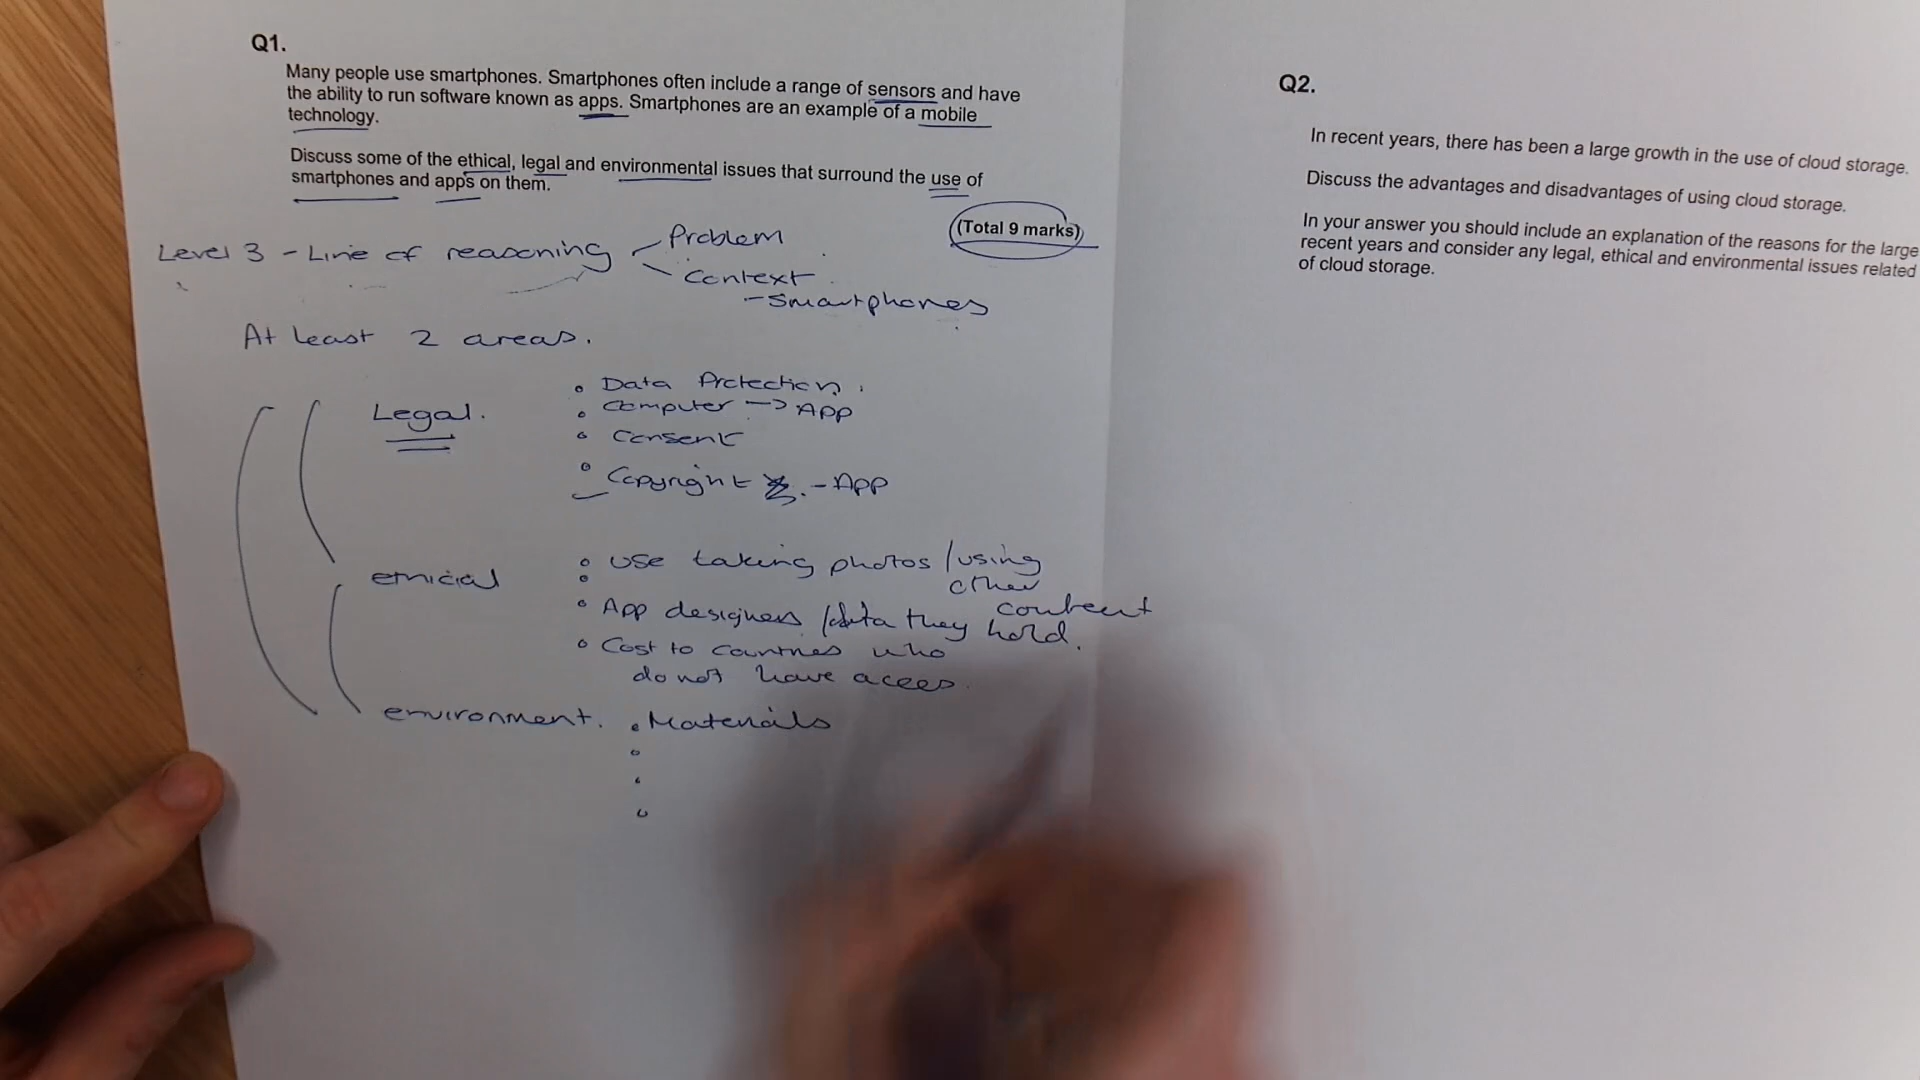 Q1.
Many people use smartphones. Smartphones often include a range of sensors and have
the ability to run software known as apps. Smartphones are an example of a mobile
technology.
Discuss some of the ethical, legal and environmental issues that surround the use of
smartphones and apps on them.
(Total 9 marks)
Level 3 - Line of reasoning
Problem
Context
- Smartphones
At least 2 areas.
Legal.
Data Protection.
Computer -> App
Consent
Copyright - App
ethicial
Use taking photos / using
other
content
App designers / data they hold.
Cost to countries who
do not have acees.
environment.
Materials
Q2.
In recent years, there has been a large growth in the use of cloud storage.
Discuss the advantages and disadvantages of using cloud storage.
In your answer you should include an explanation of the reasons for the large
recent years and consider any legal, ethical and environmental issues related
of cloud storage.